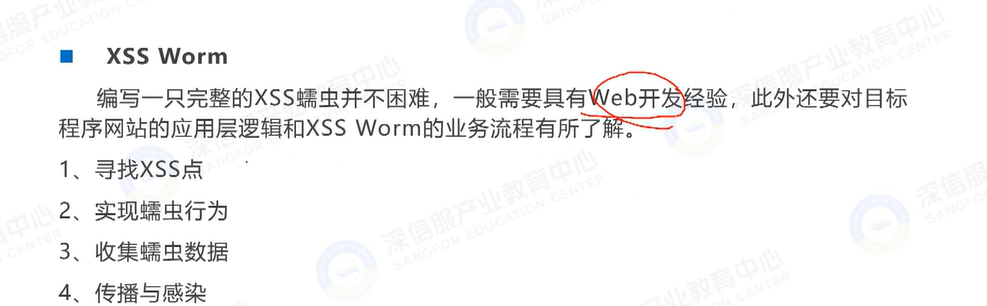 ■ XSS Worm
编写一只完整的XSS蠕虫并不困难，一般需要具有Web开发经验，此外还要对目标
程序网站的应用层逻辑和XSS Worm的业务流程有所了解。
1、寻找XSS点
2、实现蠕虫行为
3、收集蠕虫数据
4、传播与感染
深信服产业教育中心
SANGFOR EDUCATION CENTER